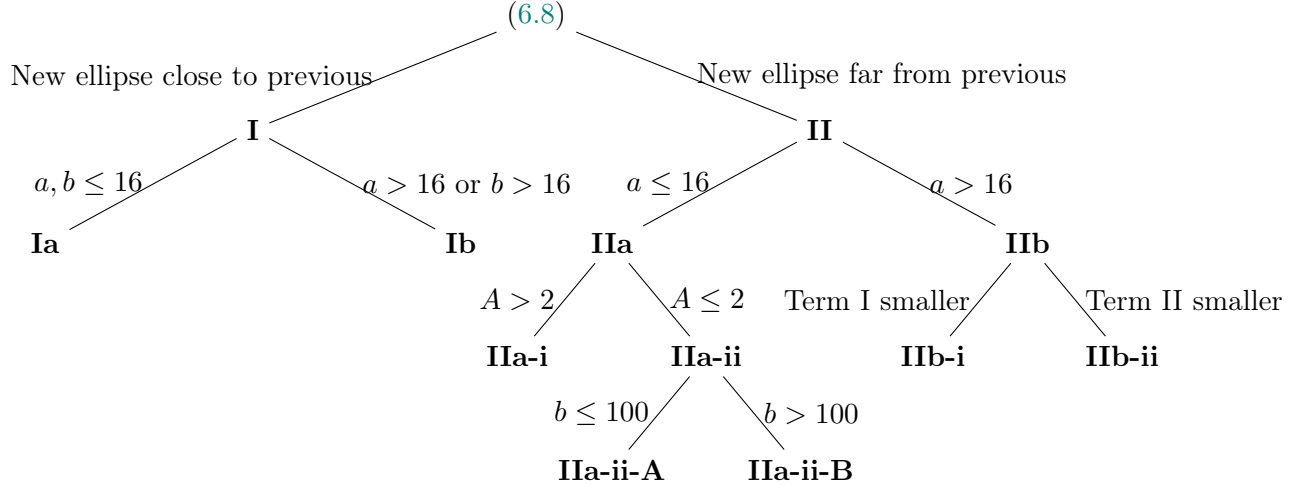 (6.8)
New ellipse close to previous
New ellipse far from previous
I
II
a, b ≤ 16
a > 16 or b > 16
a ≤ 16
a > 16
Ia
Ib
IIa
IIb
A > 2
A ≤ 2
Term I smaller
Term II smaller
IIa-i
IIa-ii
IIb-i
IIb-ii
b ≤ 100
b > 100
IIa-ii-A
IIa-ii-B